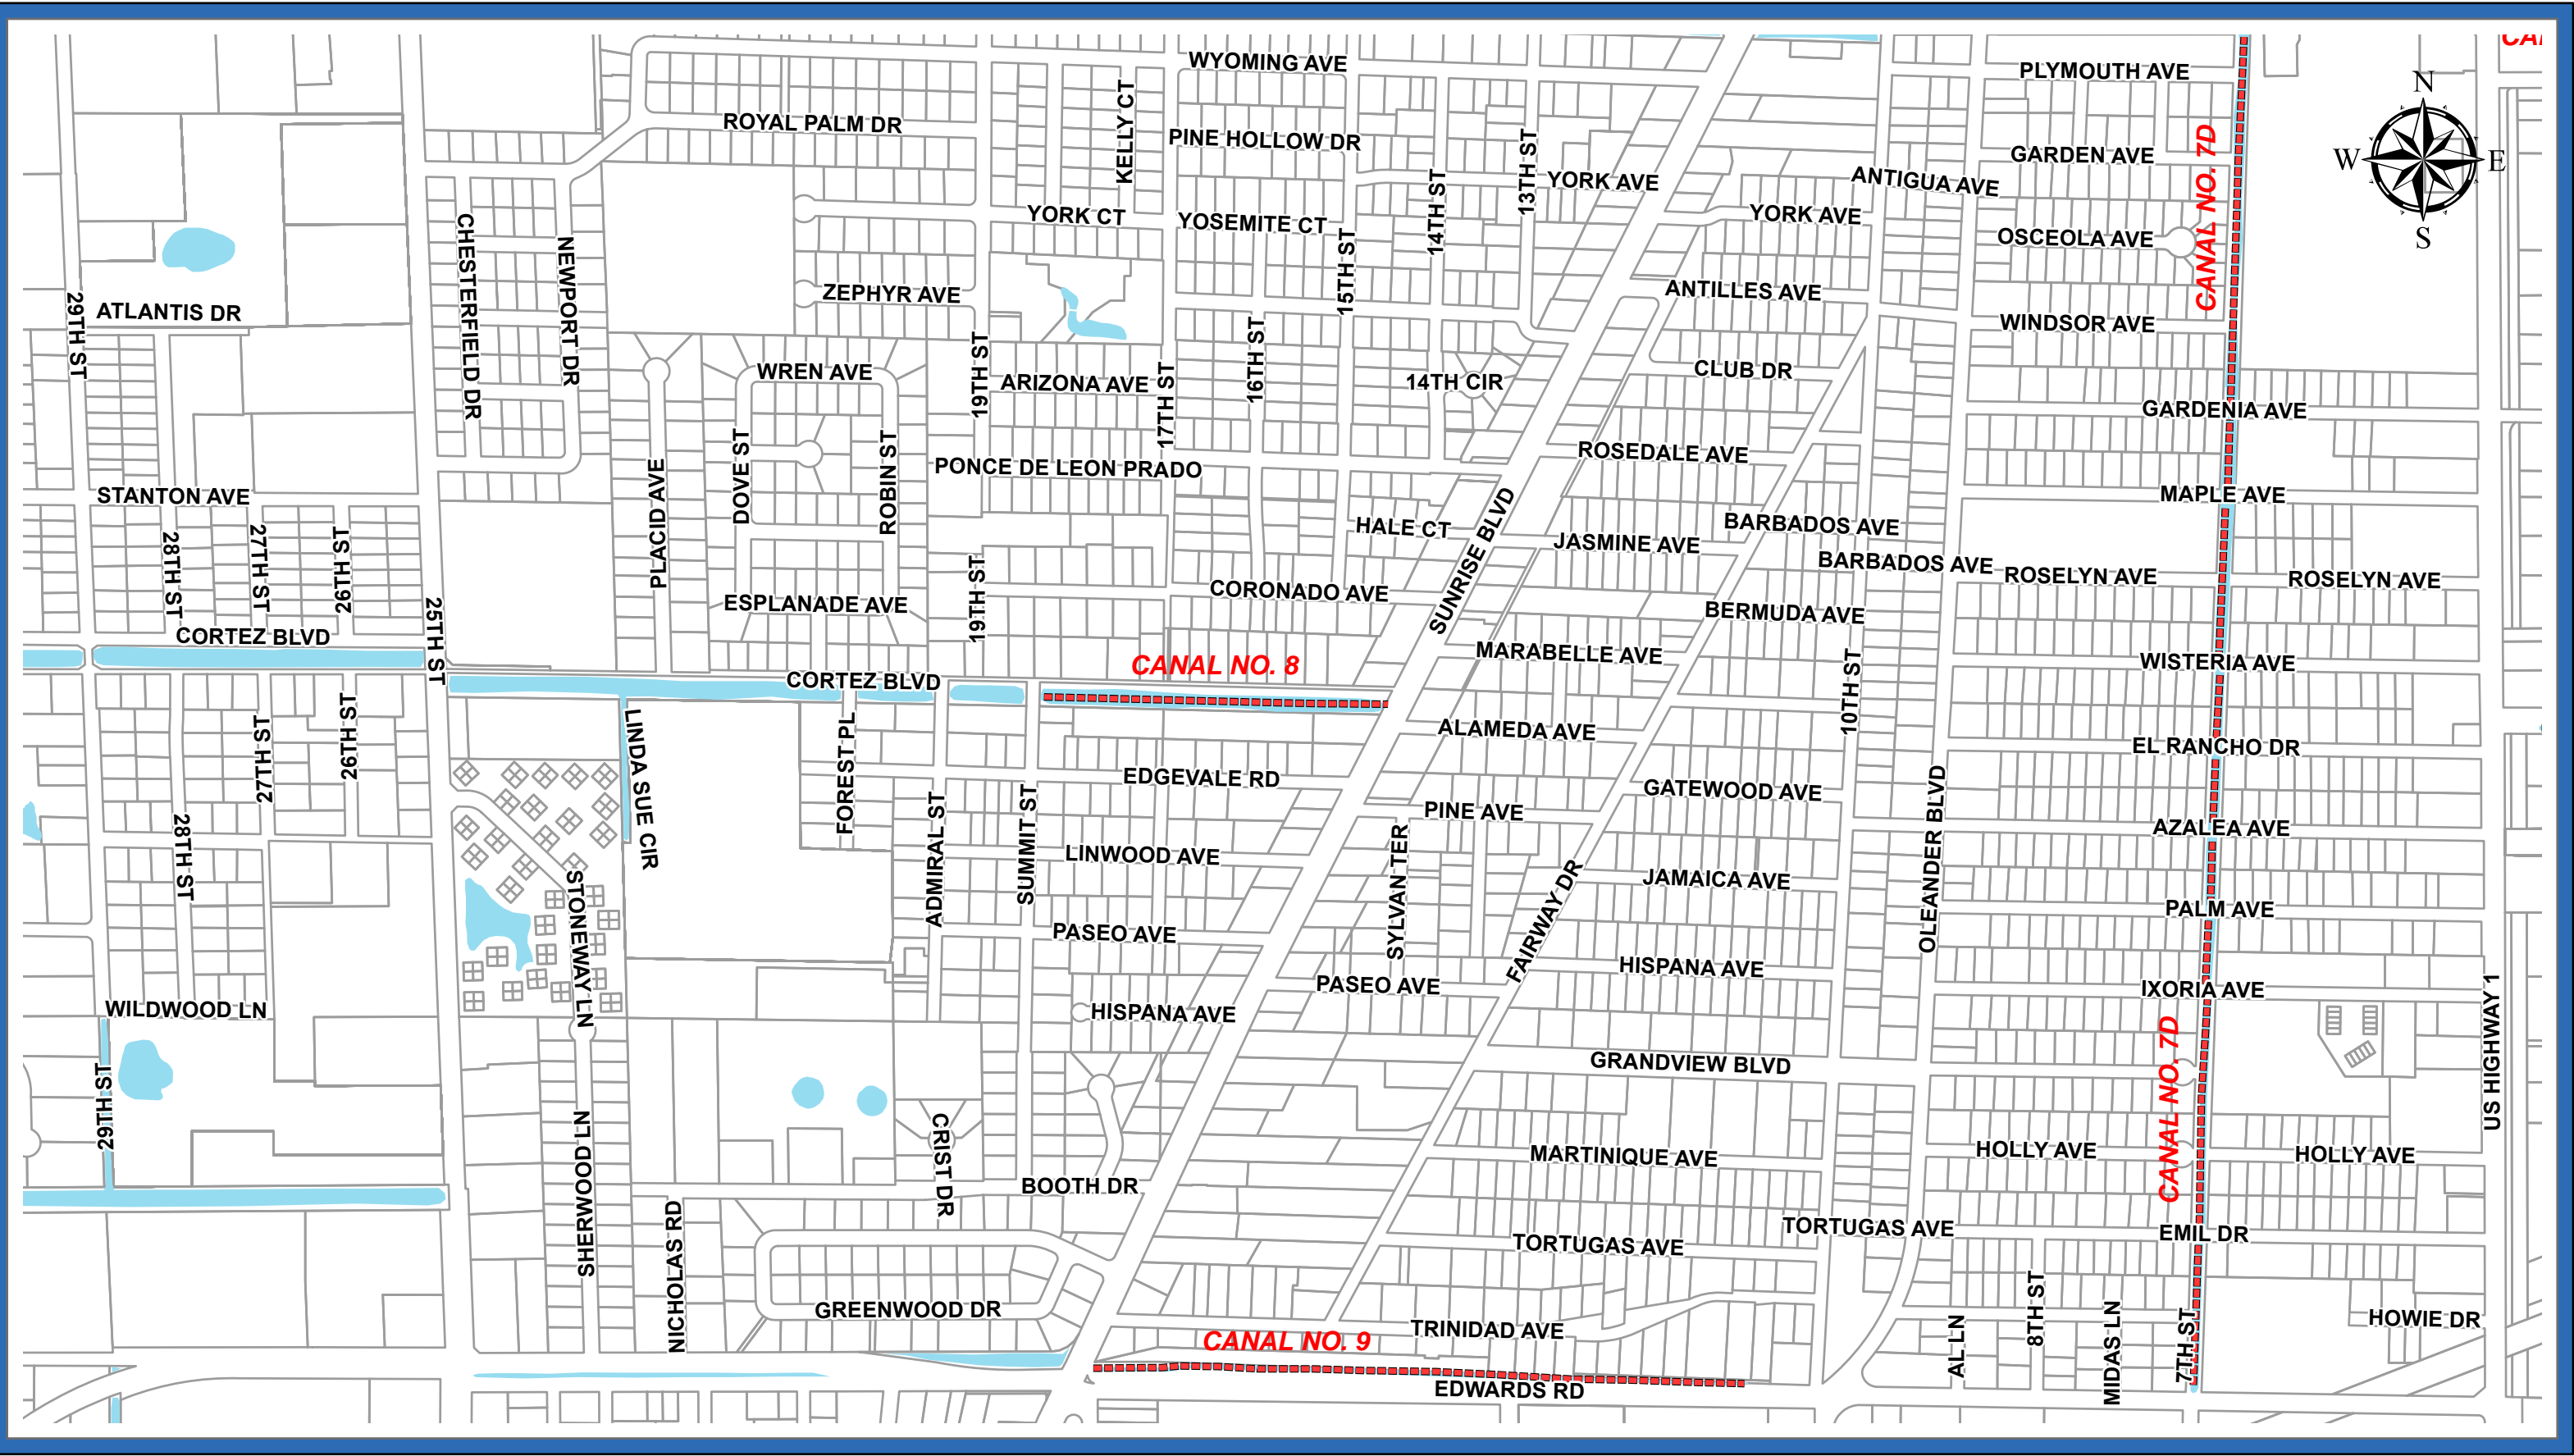 CAI
WYOMING AVE
PLYMOUTH AVE
N
ROYAL PALM DR
KELLY CT
PINE HOLLOW DR
13TH ST
CANAL NO. 7D
GARDEN AVE
W
E
YORK AVE
ANTIGUA AVE
14TH ST
YORK CT
YOSEMITE CT
YORK AVE
OSCEOLA AVE
S
CHESTERFIELD DR
NEWPORT DR
15TH ST
29TH ST
ATLANTIS DR
ZEPHYR AVE
ANTILLES AVE
WINDSOR AVE
19TH ST
16TH ST
WREN AVE
ARIZONA AVE
17TH ST
14TH CIR
CLUB DR
GARDENIA AVE
DOVE ST
ROBIN ST
PLACID AVE
PONCE DE LEON PRADO
ROSEDALE AVE
STANTON AVE
MAPLE AVE
SUNRISE BLVD
HALE CT
BARBADOS AVE
28TH ST
27TH ST
26TH ST
JASMINE AVE
BARBADOS AVE
ROSELYN AVE
ROSELYN AVE
19TH ST
25TH ST
ESPLANADE AVE
CORONADO AVE
BERMUDA AVE
CORTEZ BLVD
MARABELLE AVE
CANAL NO. 8
WISTERIA AVE
CORTEZ BLVD
10TH ST
27TH ST
26TH ST
LINDA SUE CIR
FOREST PL
ALAMEDA AVE
EL RANCHO DR
EDGEVALE RD
GATEWOOD AVE
OLEANDER BLVD
ADMIRAL ST
SUMMIT ST
PINE AVE
SYLVAN TER
AZALEA AVE
28TH ST
LINWOOD AVE
FAIRWAY DR
JAMAICA AVE
STONEWAY LN
PALM AVE
PASEO AVE
HISPANA AVE
PASEO AVE
IXORIA AVE
US HIGHWAY 1
WILDWOOD LN
HISPANA AVE
CANAL NO. 7D
29TH ST
GRANDVIEW BLVD
SHERWOOD LN
CRIST DR
MARTINIQUE AVE
HOLLY AVE
HOLLY AVE
BOOTH DR
NICHOLAS RD
TORTUGAS AVE
TORTUGAS AVE
EMIL DR
GREENWOOD DR
8TH ST
MIDAS LN
7TH ST
AL LN
HOWIE DR
CANAL NO. 9
TRINIDAD AVE
EDWARDS RD